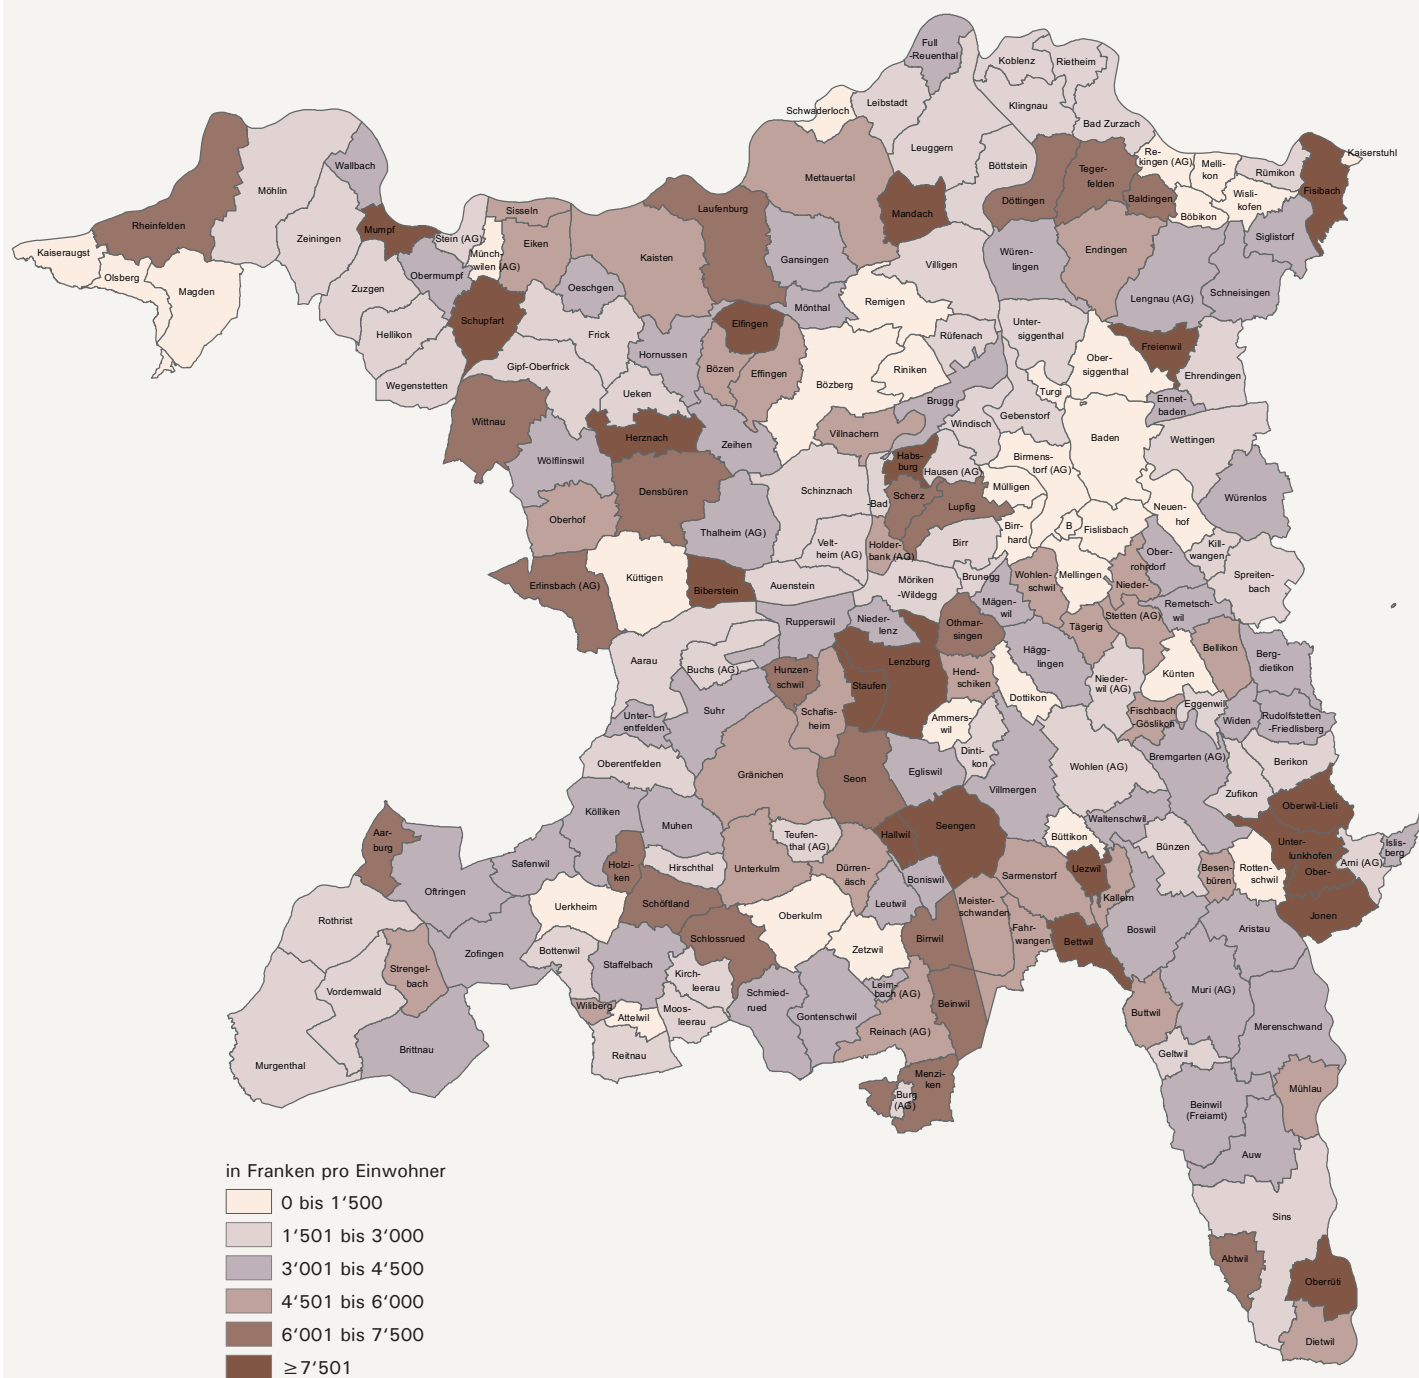 Full
-Reuenthal
Koblenz
Rietheim
Schwaderloch
Leibstadt
Klingnau
Bad Zurzach
Leuggern
Böttstein
Re-
kingen (AG)
Melli-
kon
Rümikon
Kaiserstuhl
Wallbach
Möhlin
Mettauertal
Teger-
felden
Wisli-
kofen
Fisibach
Baldingen
Böbikon
Döttingen
Mandach
Laufenburg
Sisseln
Rheinfelden
Mumpf
Stein (AG)
Zeiningen
Eiken
Münch-
wilen (AG)
Kaiseraugst
Olsberg
Magden
Obermumpf
Zuzgen
Oeschgen
Kaisten
Gansingen
Villigen
Würen-
lingen
Endingen
Siglistorf
Schneisingen
Lengnau (AG)
Mönthal
Remigen
Schupfart
Hellikon
Frick
Elfingen
Unter-
siggenthal
Rüfenach
Freienwil
Ober-
siggenthal
Hornussen
Gipf-Oberfrick
Wegenstetten
Bözen
Effingen
Bözberg
Riniken
Ehrendingen
Turgi
Ueken
Brugg
Ennet-
baden
Wittnau
Herznach
Zeihen
Villnachern
Windisch
Gebenstorf
Baden
Wettingen
Wölflinswil
Habs-
burg
Hausen (AG)
Birmens-
torf (AG)
Densbüren
Schinznach
-Bad
Scherz
Mülligen
Würenlos
Oberhof
Lupfig
Neuen-
hof
Thalheim (AG)
Velt-
heim (AG)
Holder-
bank (AG)
Birr
Birr-
hard
B
Fislisbach
Kill-
wangen
Ober-
rohrdorf
Nieder-
Spreiten-
bach
Erlinsbach (AG)
Küttigen
Biberstein
Auenstein
Möriken
-Wildegg
Brunegg
Wohlen-
schwil
Mellingen
Mägen-
wil
Remetsch-
wil
Stetten (AG)
Rupperswil
Nieder-
lenz
Othmar-
singen
Tägerig
Bellikon
Berg-
dietikon
Aarau
Buchs (AG)
Hunzen-
schwil
Lenzburg
Staufen
Hend-
schiken
Hägg-
lingen
Dottikon
Nieder-
wil (AG)
Künten
Eggenwil
Fischbach
-Göslikon
Widen
Rudolfstetten
-Friedlisberg
Unter-
entfelden
Suhr
Schafis-
heim
Ammers-
wil
Dinti-
kon
Oberentfelden
Gränichen
Seon
Egliswil
Villmergen
Wohlen (AG)
Bremgarten (AG)
Berikon
Zufikon
Kölliken
Muhen
Teufen-
thal (AG)
Hallwil
Seengen
Büttikon
Waltenschwil
Oberwil-Lieli
Aar-
burg
Safenwil
Holzi-
ken
Hirschthal
Unterkulm
Dürren-
äsch
Boniswil
Sarmenstorf
Uezwil
Kallern
Bünzen
Besen-
büren
Rotten-
schwil
Unter-
lunkhofen
Ober-
Arni (AG)
Islis-
berg
Oftringen
Uerkheim
Schöftland
Leutwil
Meister-
schwanden
Jonen
Rothrist
Oberkulm
Zetzwil
Birrwil
Fahr-
wangen
Bettwil
Boswil
Aristau
Zofingen
Bottenwil
Schlossrued
Strengel-
bach
Vordemwald
Staffelbach
Kirch-
leerau
Schmied-
rued
Leim-
bach (AG)
Beinwil
Muri (AG)
Wiliberg
Attelwil
Moos-
leerau
Gontenschwil
Reinach (AG)
Buttwil
Merenschwand
Brittnau
Reitnau
Murgenthal
Geltwil
Menzi-
ken
Burg
(AG)
Mühlau
Beinwil
(Freiamt)
Auw
Sins
Abtwil
Oberrüti
Dietwil
in Franken pro Einwohner
0 bis 1‘500
1‘501 bis 3‘000
3‘001 bis 4‘500
4‘501 bis 6‘000
6‘001 bis 7‘500
≥7‘501